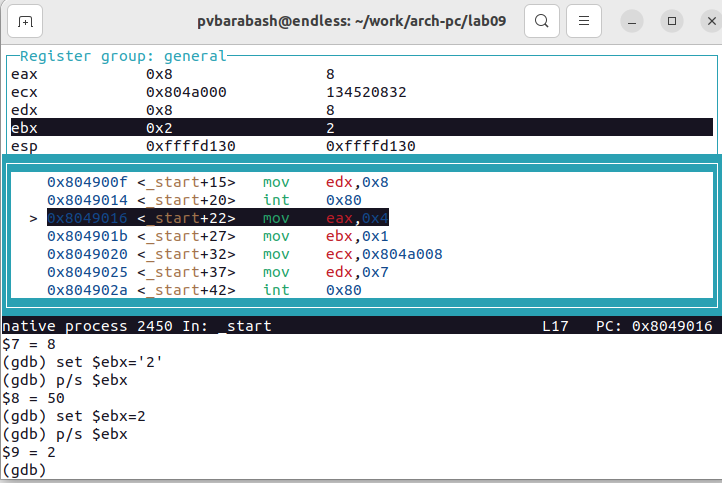 pvbarabash@endless: ~/work/arch-pc/lab09
Register group: general
eax 0x8 8
ecx 0x804a000 134520832
edx 0x8 8
ebx 0x2 2
esp 0xffffd130 0xffffd130
0x804900f <_start+15> mov edx,0x8
0x8049014 <_start+20> int 0x80
> 0x8049016 <_start+22> mov eax,0x4
0x804901b <_start+27> mov ebx,0x1
0x8049020 <_start+32> mov ecx,0x804a008
0x8049025 <_start+37> mov edx,0x7
0x804902a <_start+42> int 0x80
native process 2450 In: _start L17 PC: 0x8049016
$7 = 8
(gdb) set $ebx='2'
(gdb) p/s $ebx
$8 = 50
(gdb) set $ebx=2
(gdb) p/s $ebx
$9 = 2
(gdb)